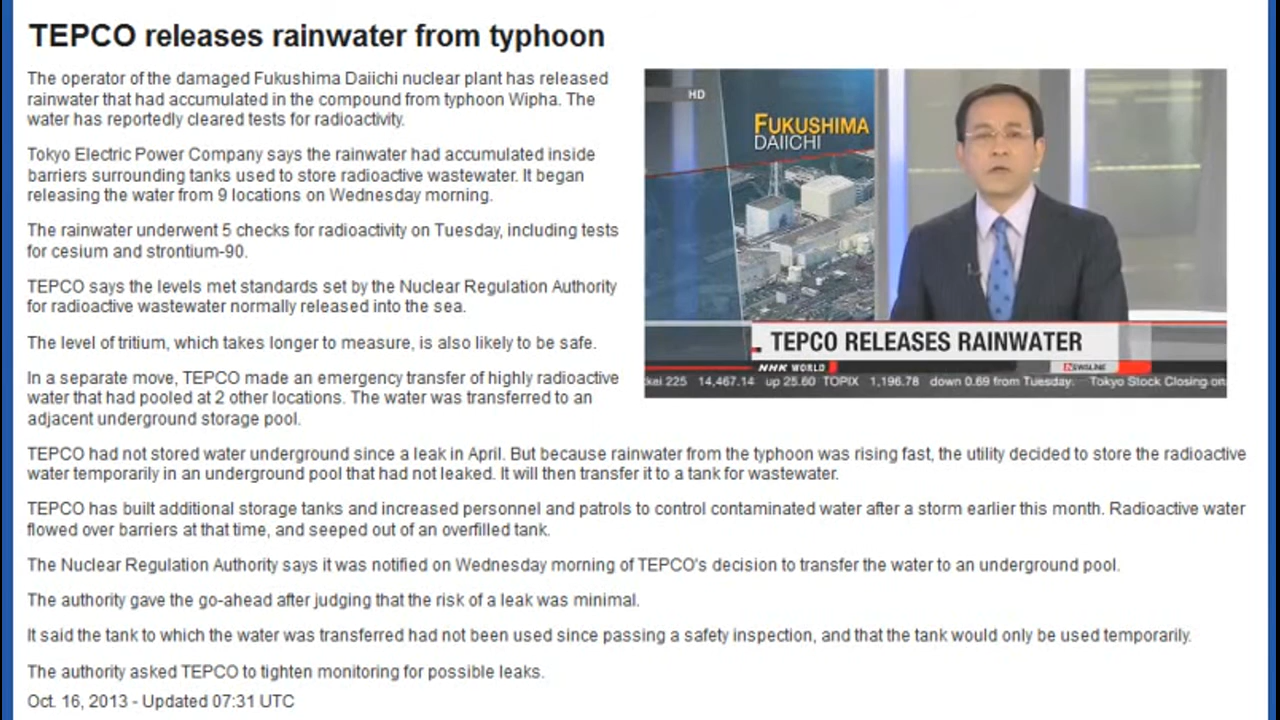 TEPCO releases rainwater from typhoon
The operator of the damaged Fukushima Daiichi nuclear plant has released
rainwater that had accumulated in the compound from typhoon Wipha. The
water has reportedly cleared tests for radioactivity.
Tokyo Electric Power Company says the rainwater had accumulated inside
barriers surrounding tanks used to store radioactive wastewater. It began
releasing the water from 9 locations on Wednesday morning.
The rainwater underwent 5 checks for radioactivity on Tuesday, including tests
for cesium and strontium-90.
TEPCO says the levels met standards set by the Nuclear Regulation Authority
for radioactive wastewater normally released into the sea.
The level of tritium, which takes longer to measure, is also likely to be safe.
In a separate move, TEPCO made an emergency transfer of highly radioactive
water that had pooled at 2 other locations. The water was transferred to an
adjacent underground storage pool.
HD
FUKUSHIMA
DAIICHI
TEPCO RELEASES RAINWATER
NHK WORLD NEWSLINE
kei 225 14,467.14 up 25.60 TOPIX 1,196.78 down 0.69 from Tuesday. Tokyo Stock Closing on
TEPCO had not stored water underground since a leak in April. But because rainwater from the typhoon was rising fast, the utility decided to store the radioactive
water temporarily in an underground pool that had not leaked. It will then transfer it to a tank for wastewater.
TEPCO has built additional storage tanks and increased personnel and patrols to control contaminated water after a storm earlier this month. Radioactive water
flowed over barriers at that time, and seeped out of an overfilled tank.
The Nuclear Regulation Authority says it was notified on Wednesday morning of TEPCO's decision to transfer the water to an underground pool.
The authority gave the go-ahead after judging that the risk of a leak was minimal.
It said the tank to which the water was transferred had not been used since passing a safety inspection, and that the tank would only be used temporarily.
The authority asked TEPCO to tighten monitoring for possible leaks.
Oct. 16, 2013 - Updated 07:31 UTC